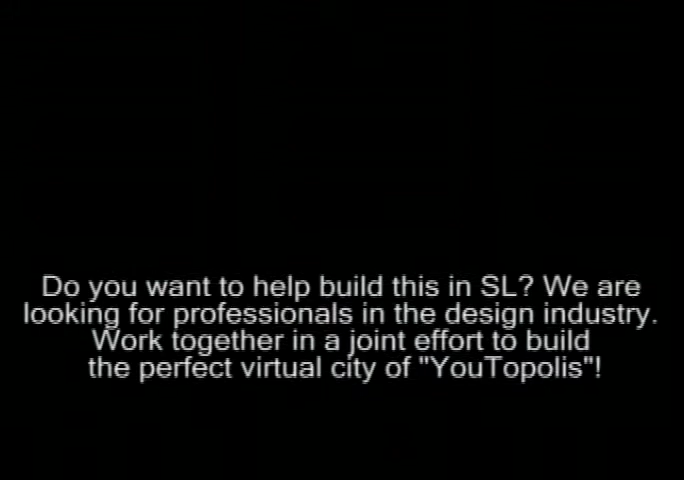 Do you want to help build this in SL? We are
looking for professionals in the design industry.
Work together in a joint effort to build
the perfect virtual city of "YouTopolis"!